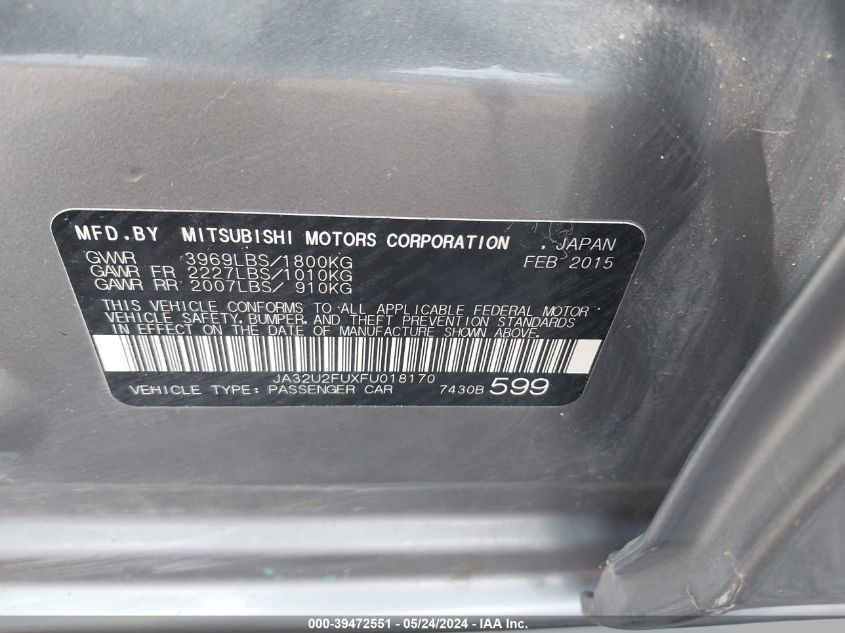 MFD.BY MITSUBISHI MOTORS CORPORATION . JAPAN
GVWR 3969LBS/1800KG FEB 2015
GAWR FR 2227LBS/1010KG
GAWR RR 2007LBS/ 910KG
THIS VEHICLE CONFORMS TO ALL APPLICABLE FEDERAL MOTOR
VEHICLE SAFETY, BUMPER, AND THEFT PREVENTION STANDARDS
IN EFFECT ON THE DATE OF MANUFACTURE SHOWN ABOVE.
JA32U2FUXFU018170
VEHICLE TYPE: PASSENGER CAR 7430B 599
000-39472551 - 05/24/2024 - IAA Inc.